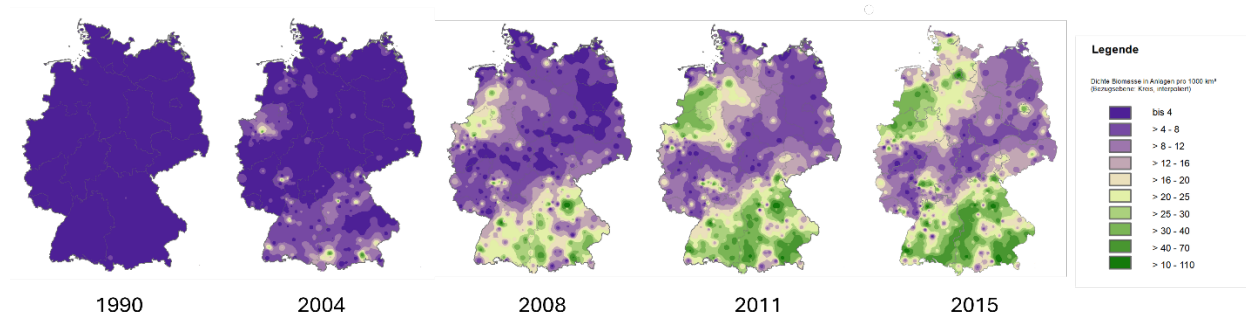 Legende
Dichte Biomasse in Anlagen pro 1000 km²
(Bezugsebene: Kreis, interpoliert)
bis 4
> 4 - 8
> 8 - 12
> 12 - 16
> 16 - 20
> 20 - 25
> 25 - 30
> 30 - 40
> 40 - 70
> 10 - 110
1990
2004
2008
2011
2015